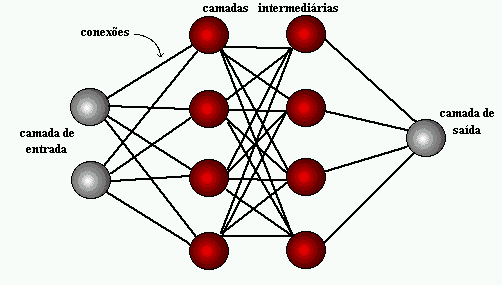 camadas intermediárias
conexões
camada de
entrada
camada de
saída